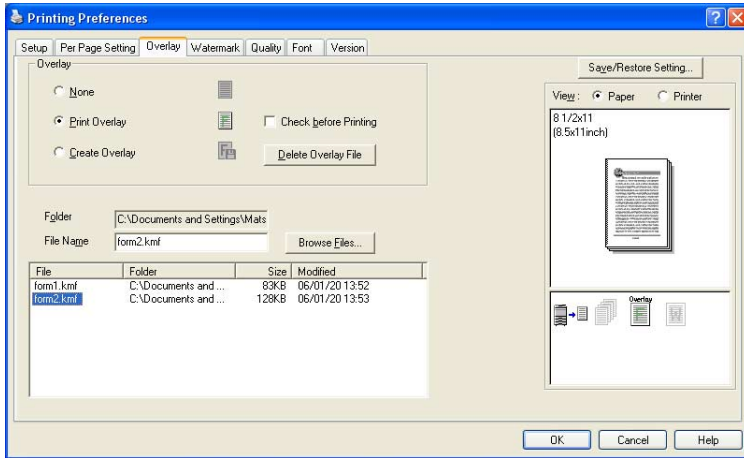 Printing Preferences
Setup Per Page Setting Overlay Watermark Quality Font Version
Overlay
None
Print Overlay Check before Printing
Create Overlay Delete Overlay File
Folder C:\Documents and Settings\Mats
File Name form2.kmf Browse Files...
File Folder Size Modified
form1.kmf C:\Documents and ... 83KB 06/01/20 13:52
form2.kmf C:\Documents and ... 128KB 06/01/20 13:53
Save/Restore Setting...
View : Paper Printer
8 1/2x11
(8.5x11inch)
Overlay
OK Cancel Help